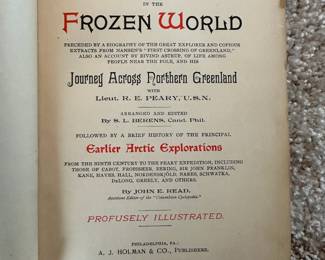 IN THE
FROZEN WORLD
PRECEDED BY A BIOGRAPHY OF THE GREAT EXPLORER AND COPIOUS
EXTRACTS FROM NANSEN'S "FIRST CROSSING OF GREENLAND,"
ALSO AN ACCOUNT BY EIVIND ASTRUP, OF LIFE AMONG
PEOPLE NEAR THE POLE, AND HIS
Journey Across Northern Greenland
WITH
Lieut. R. E. PEARY, U.S.N.
ARRANGED AND EDITED
By S. L. BERENS, Cand. Phil.
FOLLOWED BY A BRIEF HISTORY OF THE PRINCIPAL
Earlier Arctic Explorations
FROM THE NINTH CENTURY TO THE PEARY EXPEDITION, INCLUDING
THOSE OF CABOT, FROBISHER, BERING, SIR JOHN FRANKLIN,
KANE, HAYES, HALL, NORDENSKJÖLD, NARES, SCHWATKA,
DeLONG, GREELY, AND OTHERS.
By JOHN E. READ,
Assistant Editor of the "Columbian Cyclopedia."
PROFUSELY ILLUSTRATED.
PHILADELPHIA, PA.:
A. J. HOLMAN & CO., PUBLISHERS.